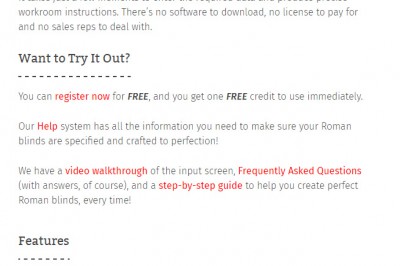 workroom instructions. There's no software to download, no license to pay for
and no sales reps to deal with.
Want to Try It Out?
You can register now for FREE, and you get one FREE credit to use immediately.
Our Help system has all the information you need to make sure your Roman
blinds are specified and crafted to perfection!
We have a video walkthrough of the input screen, Frequently Asked Questions
(with answers, of course), and a step-by-step guide to help you create perfect
Roman blinds, every time!
Features